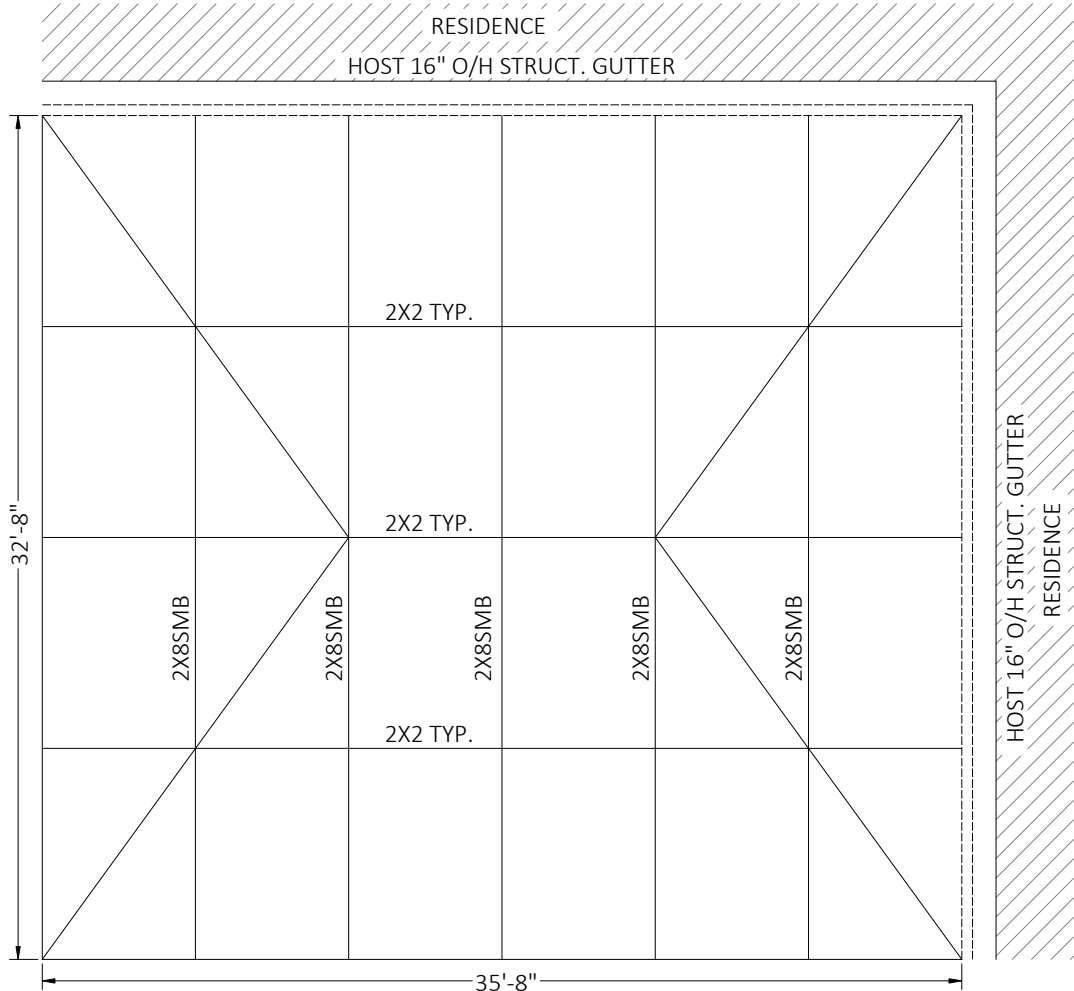 RESIDENCE
HOST 16" O/H STRUCT. GUTTER
2X2 TYP.
2X2 TYP.
32'-8"
2X8SMB
2X8SMB
2X8SMB
2X8SMB
2X8SMB
HOST 16" O/H STRUCT. GUTTER
RESIDENCE
2X2 TYP.
35'-8"